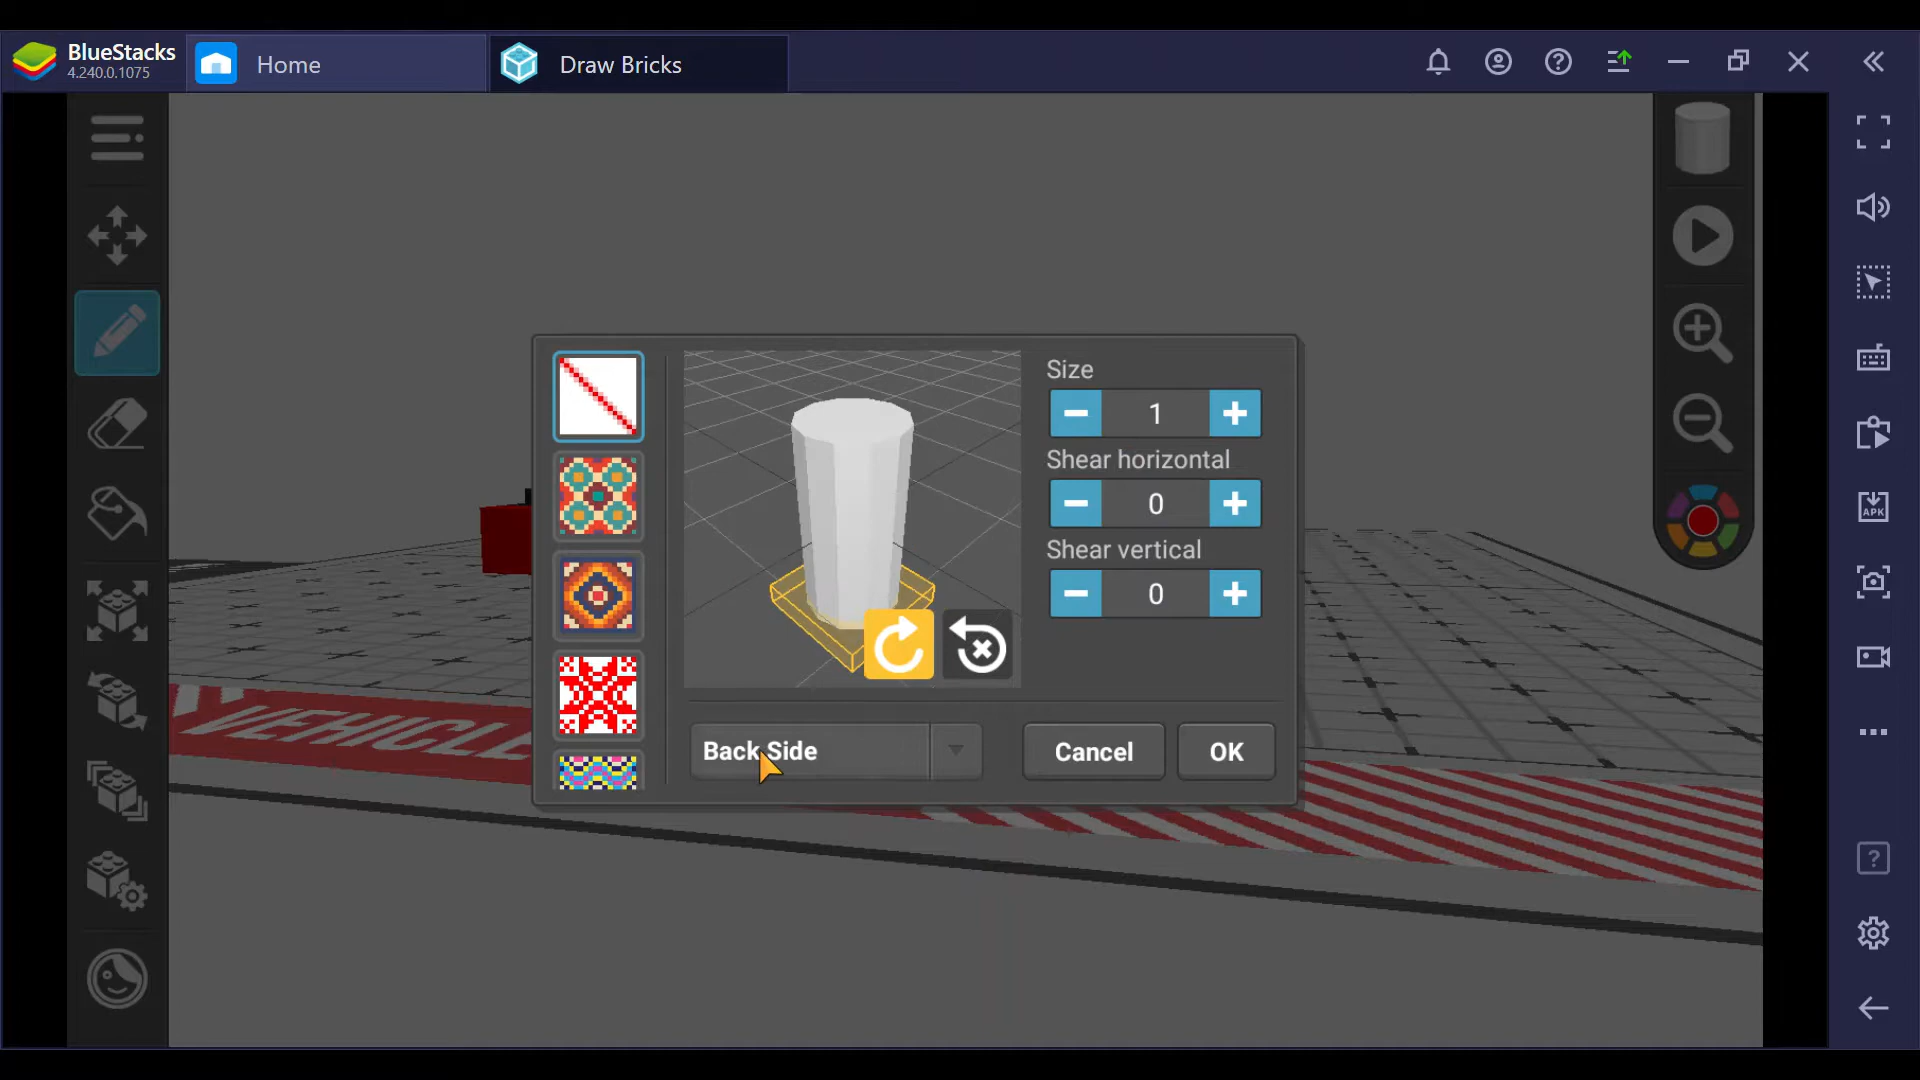 BlueStacks
4.240.0.1075
Home
Draw Bricks
Size
1
Shear horizontal
0
Shear vertical
0
Back Side
Cancel
OK
VEHICLE
APK